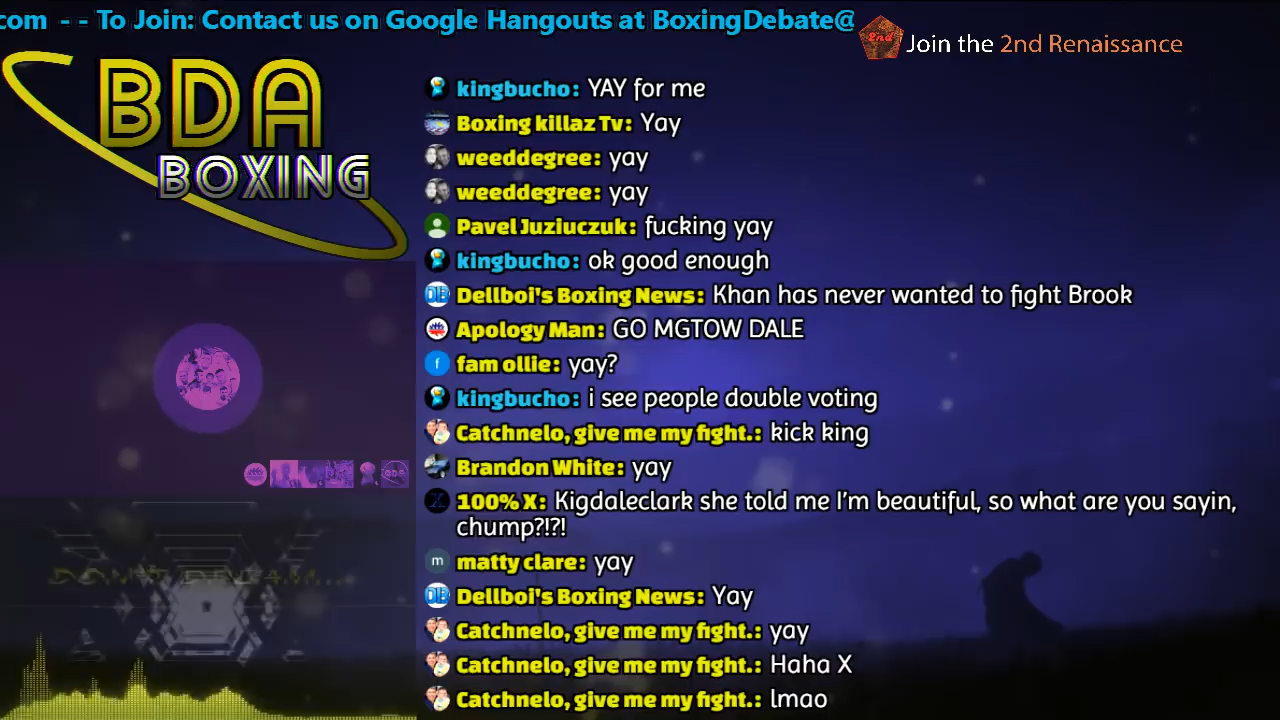 com - - To Join: Contact us on Google Hangouts at BoxingDebate@
2nd
Join the 2nd Renaissance
BDA
BOXING
kingbucho: YAY for me
Boxing killaz Tv: Yay
weeddegree: yay
weeddegree: yay
Pavel Juziuczuk: fucking yay
kingbucho: ok good enough
DB Dellboi's Boxing News: Khan has never wanted to fight Brook
Apology Man: GO MGTOW DALE
f fam ollie: yay?
kingbucho: i see people double voting
Catchnelo, give me my fight.: kick king
Brandon White: yay
X 100% X: Kigdaleclark she told me I'm beautiful, so what are you sayin,
chump?!?!
m matty clare: yay
DB Dellboi's Boxing News: Yay
Catchnelo, give me my fight.: yay
Catchnelo, give me my fight.: Haha X
Catchnelo, give me my fight.: lmao
BDA